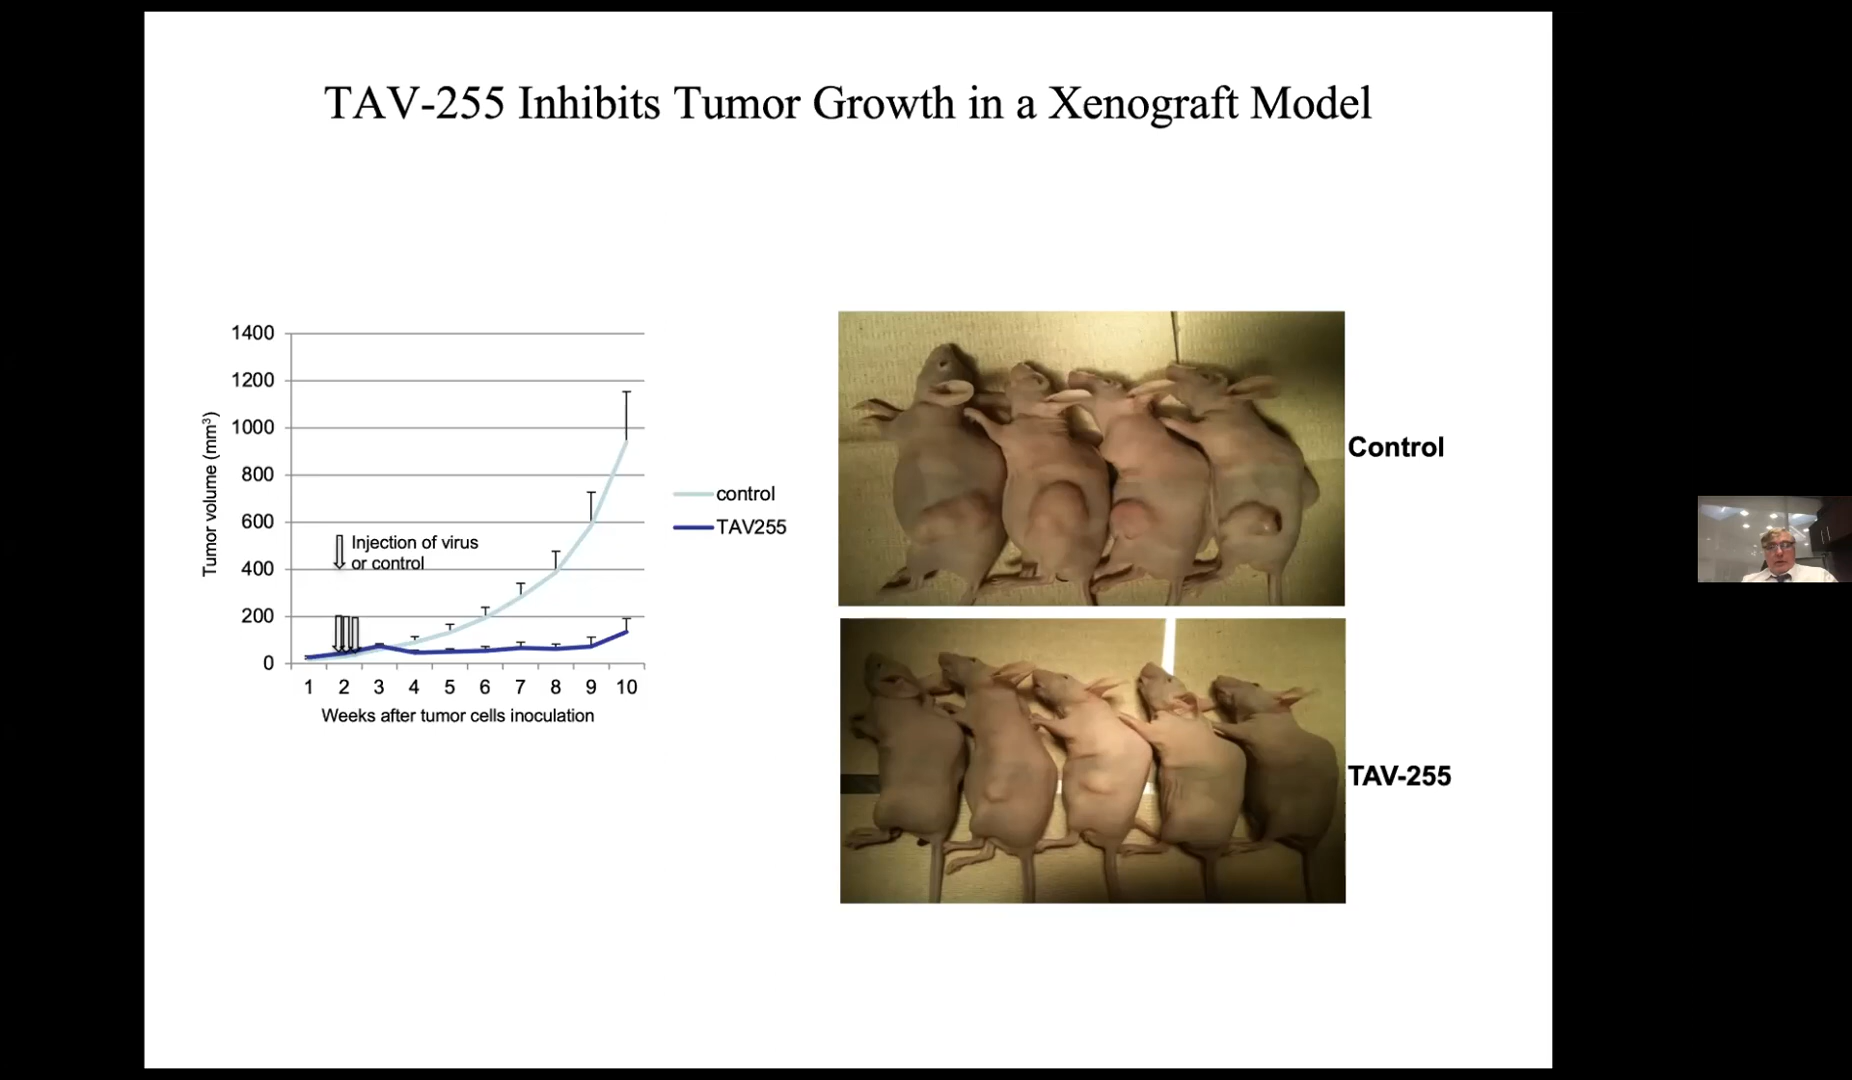 TAV-255 Inhibits Tumor Growth in a Xenograft Model
1400
1200
1000
800
600
400
200
0
Tumor volume (mm³)
Injection of virus
or control
1 2 3 4 5 6 7 8 9 10
Weeks after tumor cells inoculation
control
TAV255
Control
TAV-255